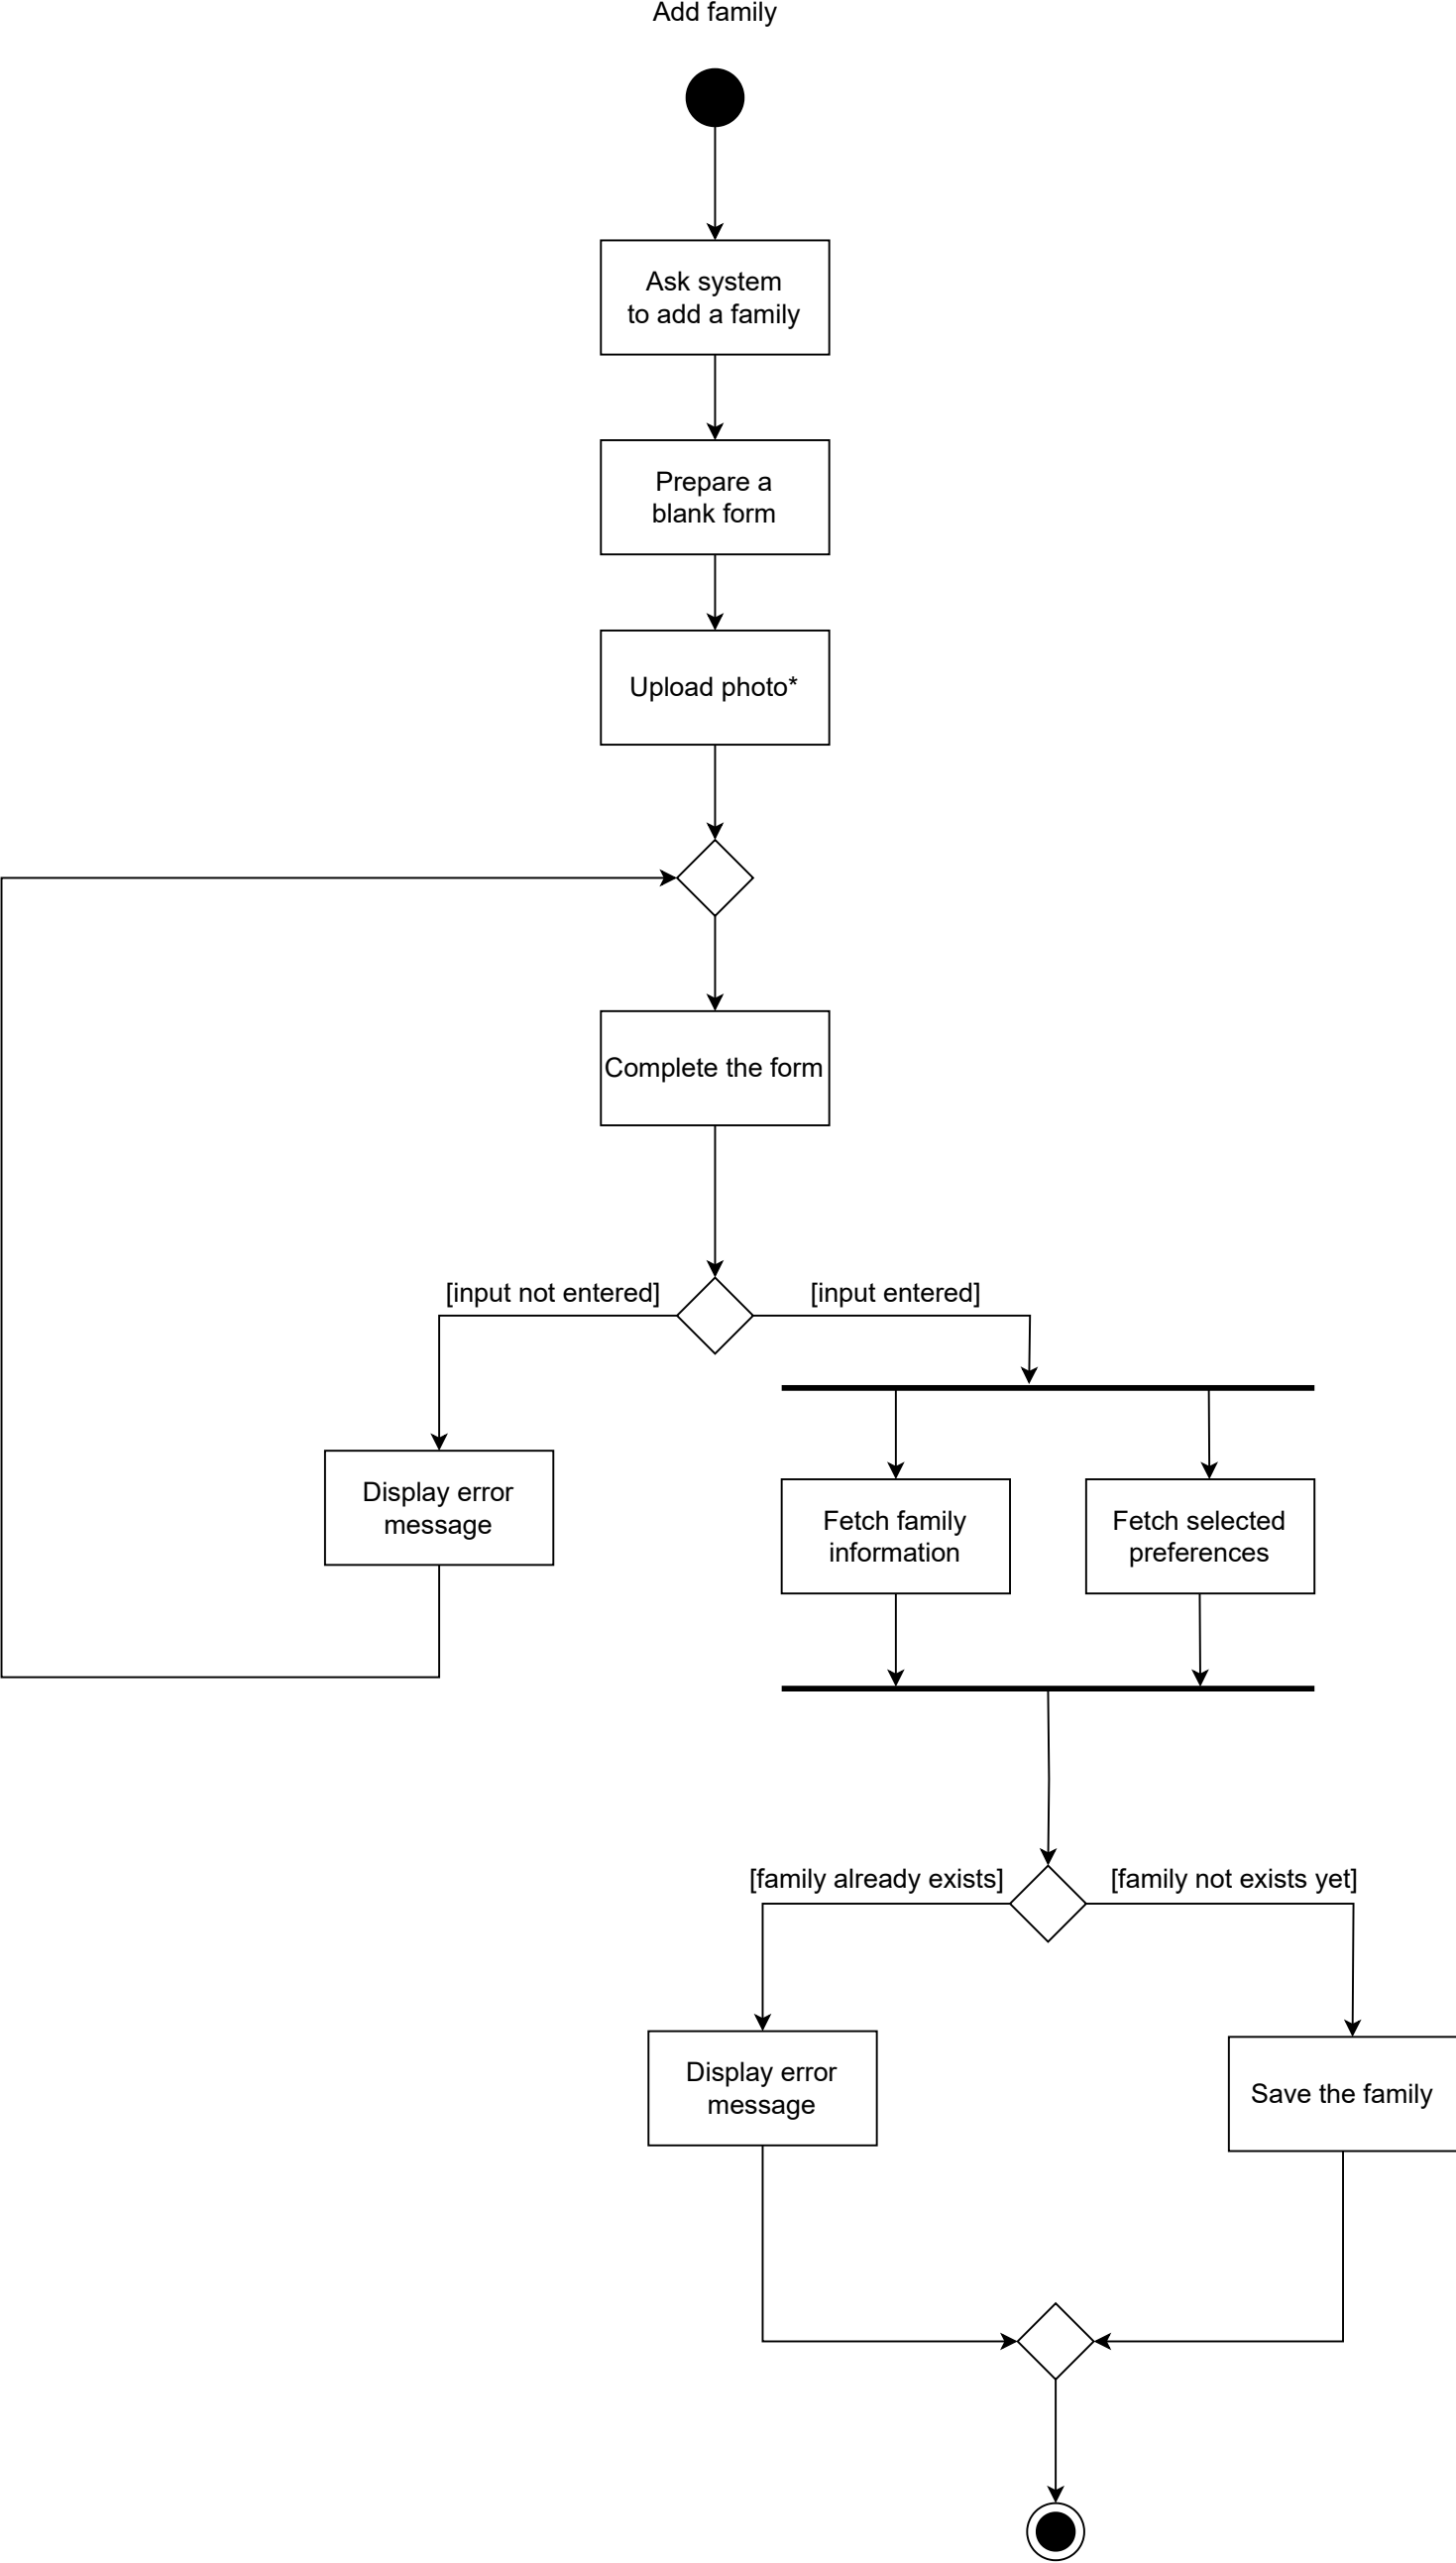 Add family
Ask system
to add a family
Prepare a
blank form
Upload photo*
Complete the form
[input not entered]
[input entered]
Display error
message
Fetch family
information
Fetch selected
preferences
[family already exists]
[family not exists yet]
Display error
message
Save the family